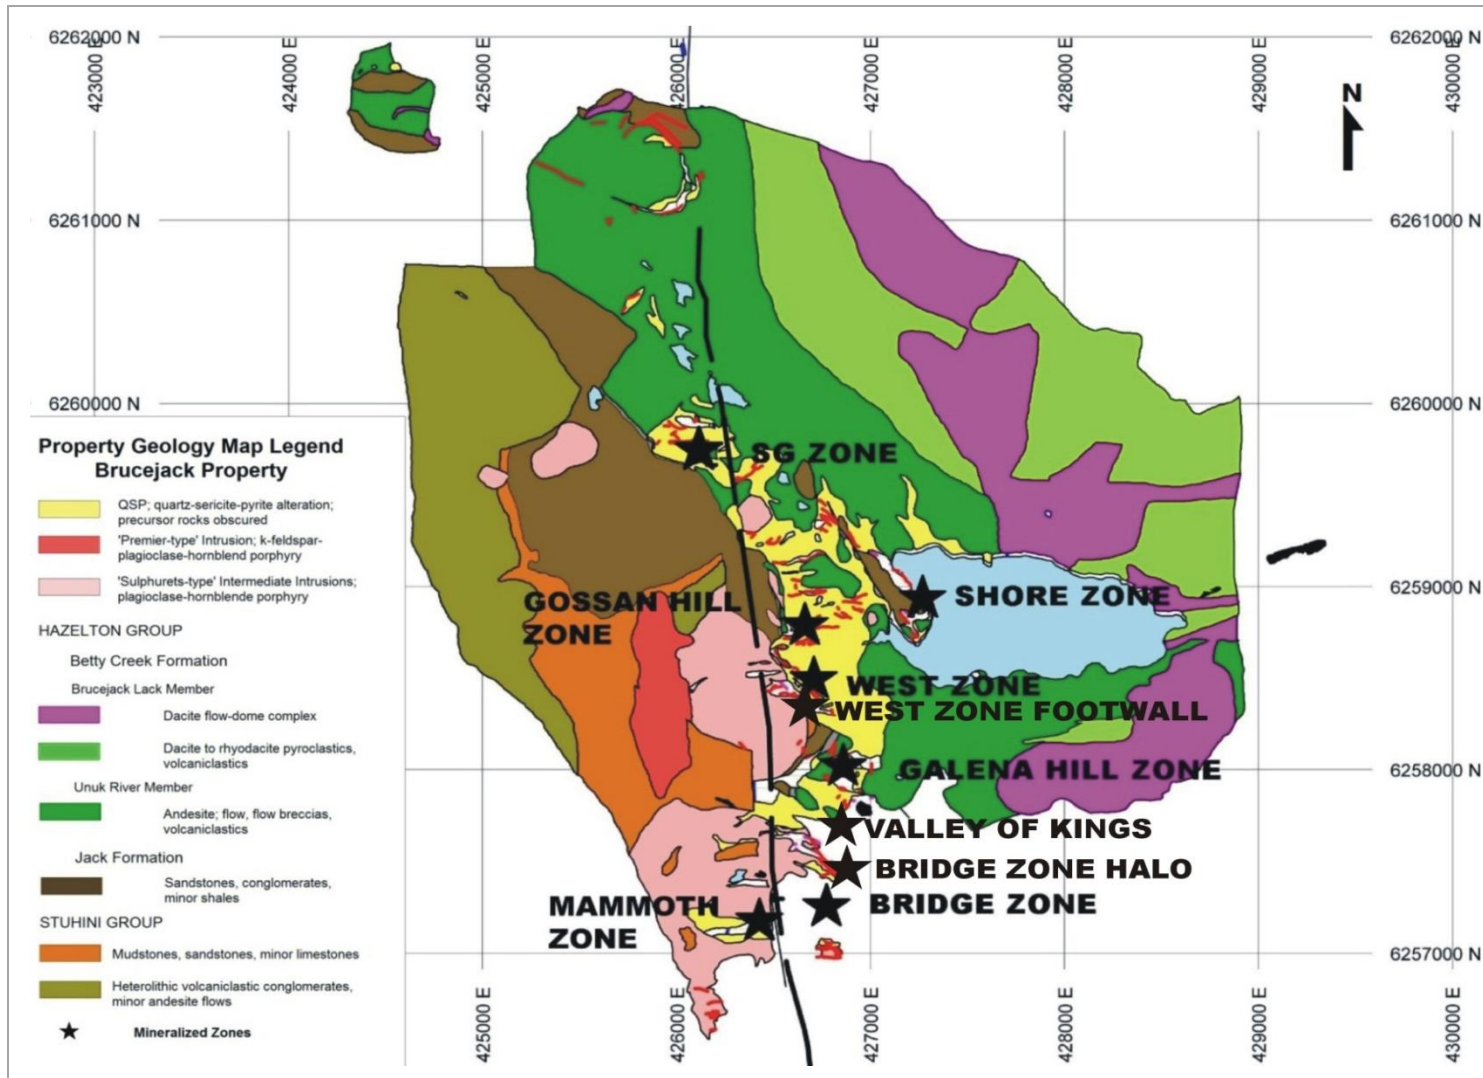 6262000 N
423000 E
424000 E
425000 E
426000 E
427000 E
428000 E
429000 E
430000 E
6262000 N
N
6261000 N
6261000 N
6260000 N
6260000 N
Property Geology Map Legend
Brucejack Property
QSP; quartz-sericite-pyrite alteration;
precursor rocks obscured
'Premier-type' Intrusion; k-feldspar-
plagioclase-hornblend porphyry
'Sulphurets-type' Intermediate Intrusions;
plagioclase-hornblende porphyry
HAZELTON GROUP
Betty Creek Formation
Brucejack Lack Member
Dacite flow-dome complex
Dacite to rhyodacite pyroclastics,
volcaniclastics
Unuk River Member
Andesite; flow, flow breccias,
volcaniclastics
Jack Formation
Sandstones, conglomerates,
minor shales
STUHINI GROUP
Mudstones, sandstones, minor limestones
Heterolithic volcaniclastic conglomerates,
minor andesite flows
Mineralized Zones
SG ZONE
6259000 N
SHORE ZONE
GOSSAN HILL
ZONE
WEST ZONE
WEST ZONE FOOTWALL
GALENA HILL ZONE
6258000 N
VALLEY OF KINGS
BRIDGE ZONE HALO
MAMMOTH
ZONE
BRIDGE ZONE
6257000 N
425000 E
426000 E
427000 E
428000 E
429000 E
430000 E